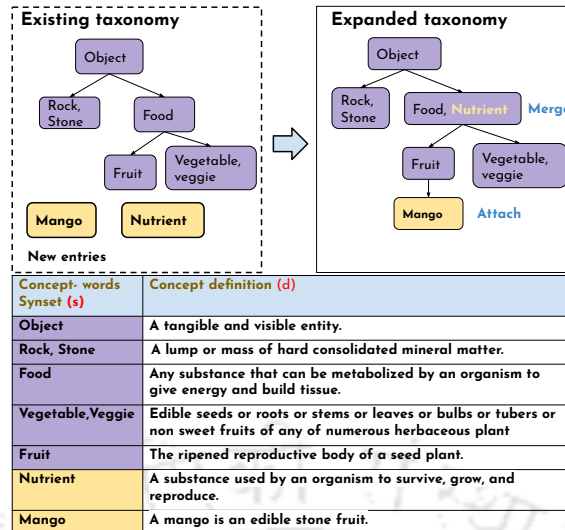 Existing taxonomy
Object
Rock,
Stone
Food
Fruit
Vegetable,
veggie
Mango
Nutrient
New entries
Expanded taxonomy
Object
Rock,
Stone
Food, Nutrient
Merge
Fruit
Vegetable,
veggie
Mango
Attach
Concept- words
Synset (s)
Concept definition (d)
Object
A tangible and visible entity.
Rock, Stone
A lump or mass of hard consolidated mineral matter.
Food
Any substance that can be metabolized by an organism to
give energy and build tissue.
Vegetable,Veggie
Edible seeds or roots or stems or leaves or bulbs or tubers or
non sweet fruits of any of numerous herbaceous plant
Fruit
The ripened reproductive body of a seed plant.
Nutrient
A substance used by an organism to survive, grow, and
reproduce.
Mango
A mango is an edible stone fruit.